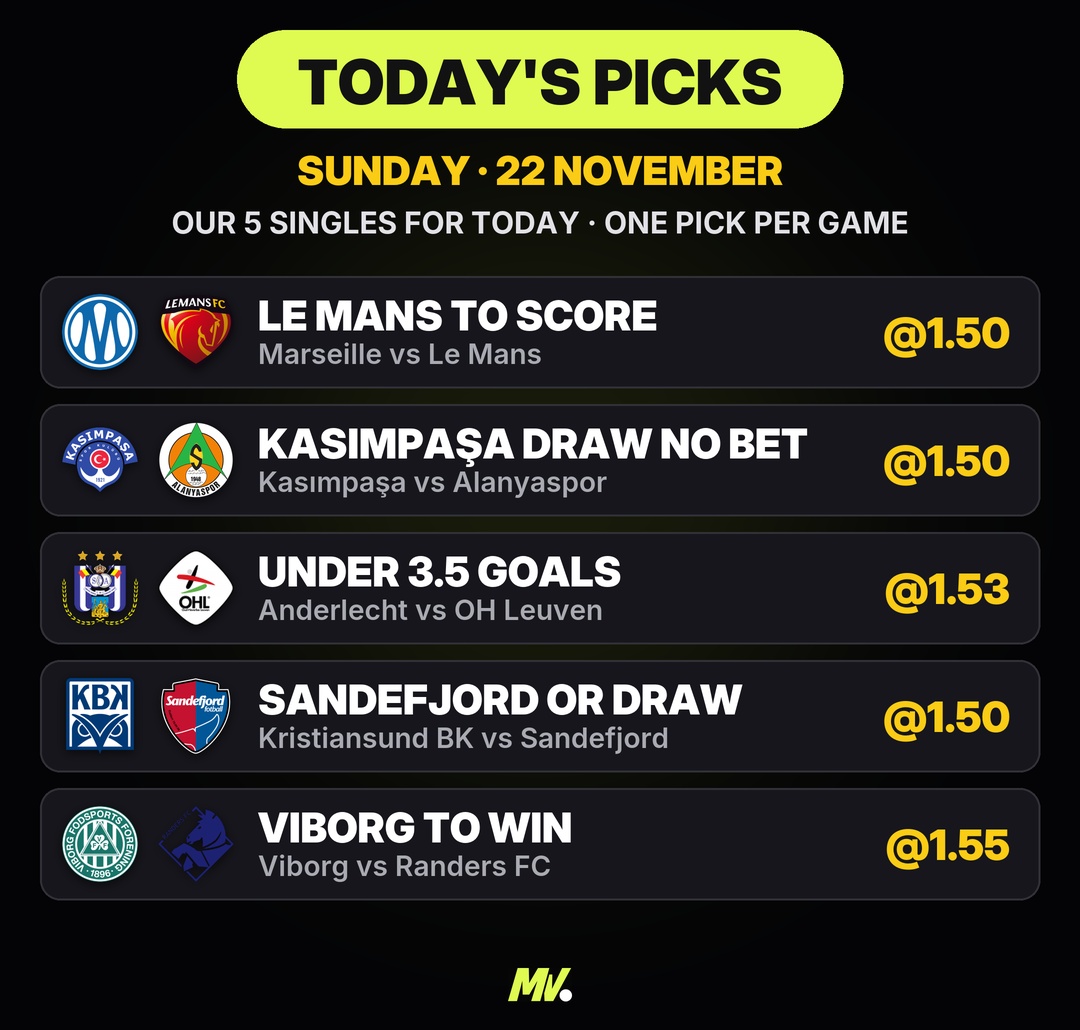 TODAY'S PICKS
SUNDAY · 22 NOVEMBER
OUR 5 SINGLES FOR TODAY · ONE PICK PER GAME
LEMANS FC
LE MANS TO SCORE
Marseille vs Le Mans
@1.50
KASIMPAŞA
1921
1948
ALANYASPOR
KASIMPAŞA DRAW NO BET
Kasımpaşa vs Alanyaspor
@1.50
OHL
UNDER 3.5 GOALS
Anderlecht vs OH Leuven
@1.53
KBK
Sandefjord
fotball
SANDEFJORD OR DRAW
Kristiansund BK vs Sandefjord
@1.50
VIBORG FODSPORTS FORENING
·1896·
VIBORG TO WIN
Viborg vs Randers FC
@1.55
MV.